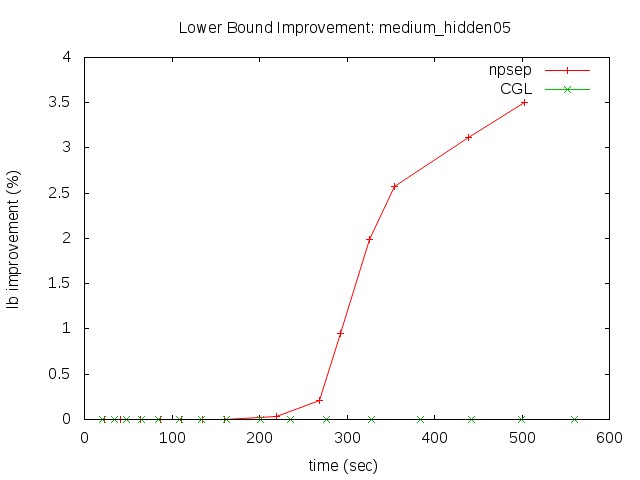 Lower Bound Improvement: medium_hidden05
npsep
CGL
4
3.5
3
2.5
2
1.5
1
0.5
0
lb improvement (%)
0 100 200 300 400 500 600
time (sec)